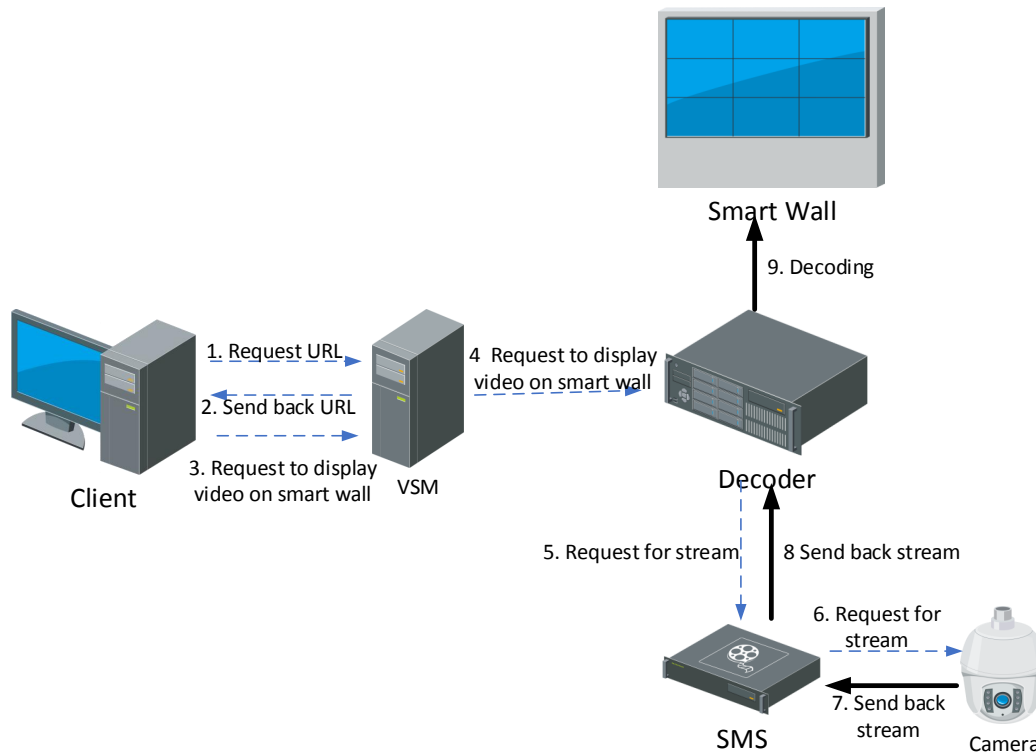 Smart Wall
9. Decoding
1. Request URL
4  Request to display
video on smart wall
2. Send back URL
3. Request to display
video on smart wall
Client
VSM
Decoder
5. Request for stream
8 Send back stream
6. Request for
stream
7. Send back
stream
SMS
Camera